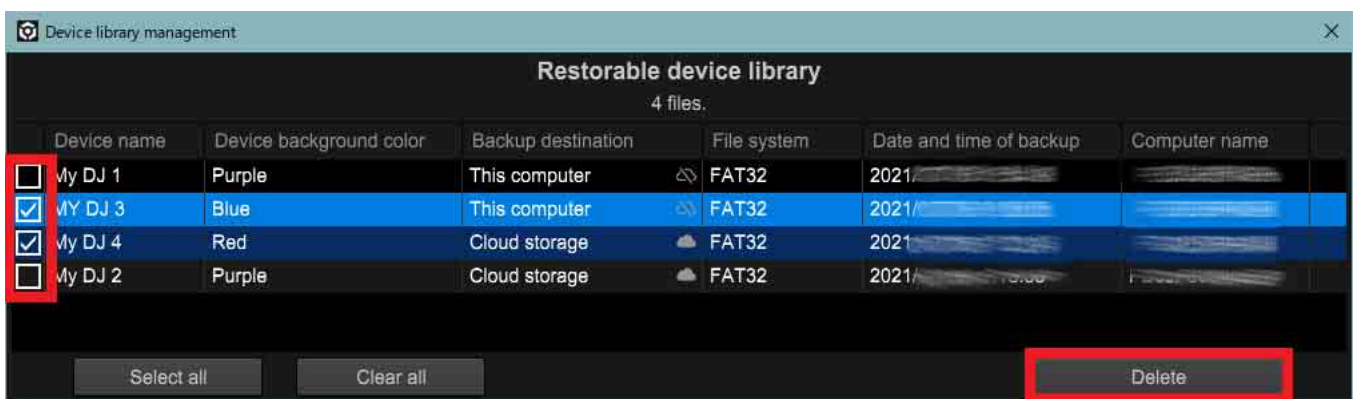 Device library management
Restorable device library
4 files.
Device name Device background color Backup destination File system Date and time of backup Computer name
My DJ 1 Purple This computer FAT32 2021/
MY DJ 3 Blue This computer FAT32 2021/
My DJ 4 Red Cloud storage FAT32 2021
My DJ 2 Purple Cloud storage FAT32 2021/
Select all Clear all Delete